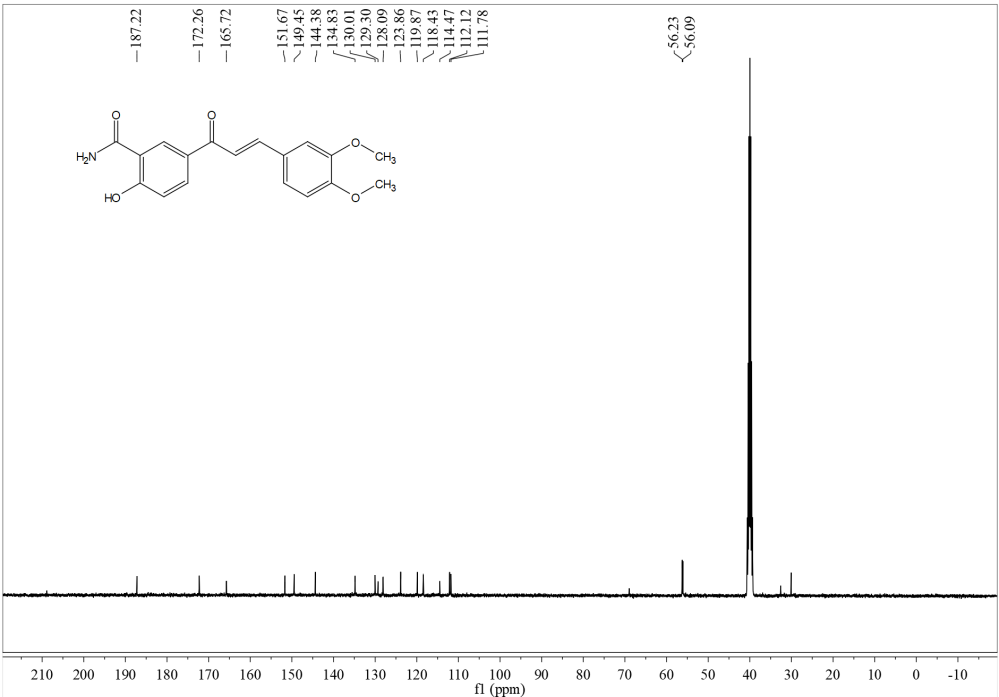 187.22
172.26
165.72
151.67
149.45
144.38
134.83
130.01
129.30
128.09
123.86
119.87
118.43
114.47
112.12
111.78
56.23
56.09
O
O
H₂N
HO
O
CH₃
O
CH₃
210 200 190 180 170 160 150 140 130 120 110 100 90 80 70 60 50 40 30 20 10 0 -10
f1 (ppm)